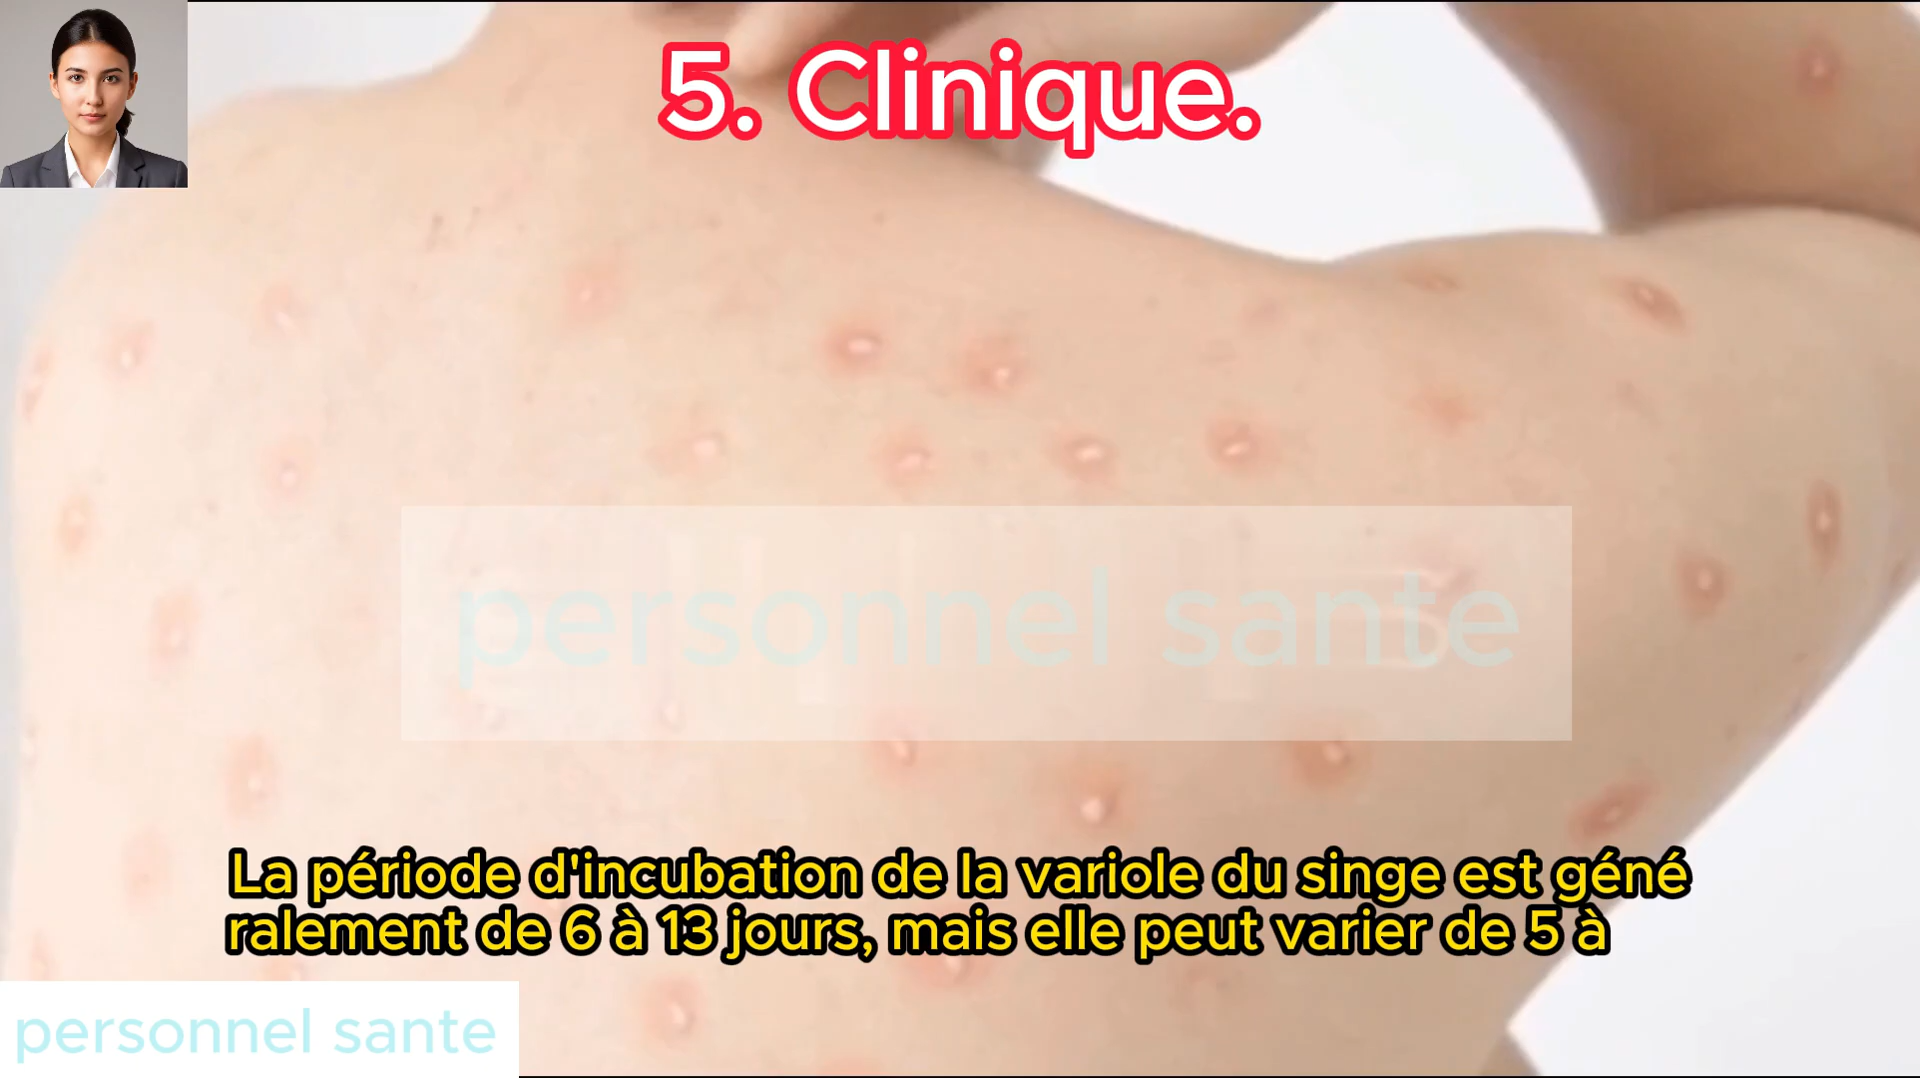 5. Clinique.
personnel sante
La période d'incubation de la variole du singe est géné
ralement de 6 à 13 jours, mais elle peut varier de 5 à
personnel sante